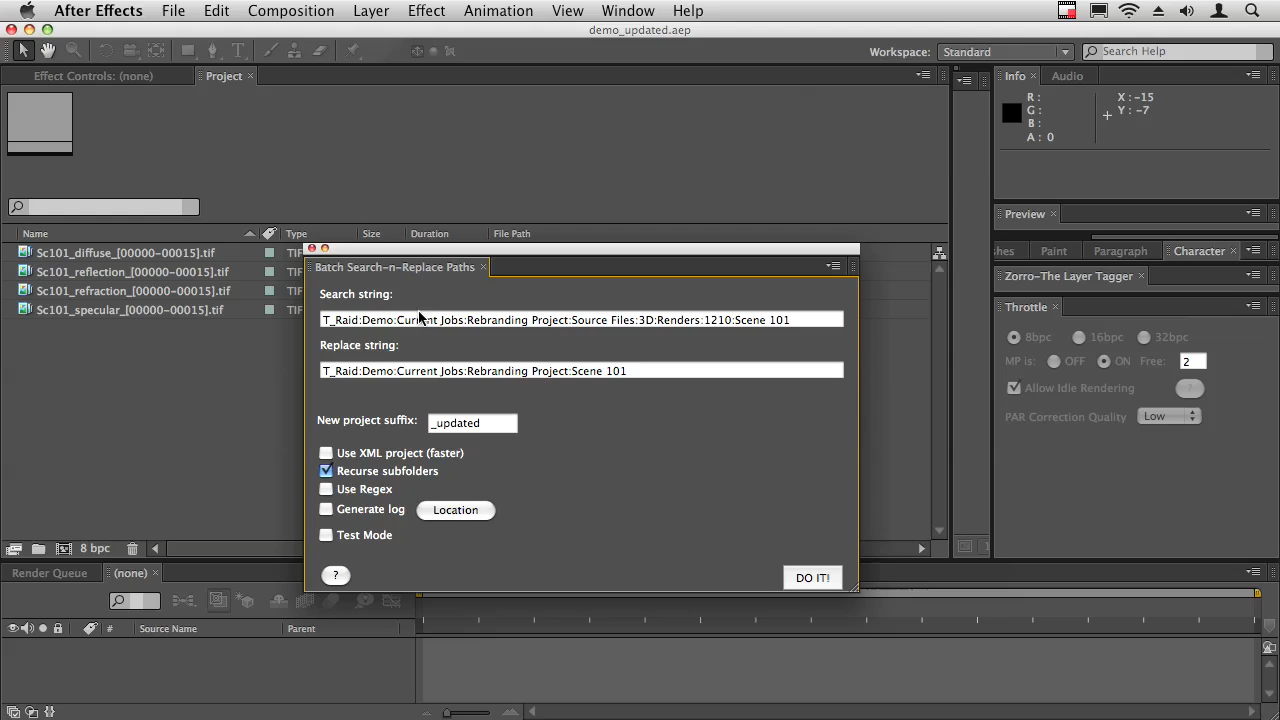 After Effects File Edit Composition Layer Effect Animation View Window Help
demo_updated.aep
Workspace: Standard Search Help
Effect Controls: (none) Project Info Audio
R : X : -15
G : Y : -7
B :
A : 0
Preview
Name Type Size Duration File Path
Sc101_diffuse_[00000-00015].tif TIF
Sc101_reflection_[00000-00015].tif TIF
Sc101_refraction_[00000-00015].tif TIF
Sc101_specular_[00000-00015].tif TIF
Batch Search-n-Replace Paths
Search string:
T_Raid:Demo:Current Jobs:Rebranding Project:Source Files:3D:Renders:1210:Scene 101
Replace string:
T_Raid:Demo:Current Jobs:Rebranding Project:Scene 101
New project suffix: _updated
Use XML project (faster)
Recurse subfolders
Use Regex
Generate log Location
Test Mode
? DO IT!
ches Paint Paragraph Character
Zorro-The Layer Tagger
Throttle
8bpc 16bpc 32bpc
MP is: OFF ON Free: 2
Allow Idle Rendering ?
PAR Correction Quality Low
8 bpc
Render Queue (none)
# Source Name Parent